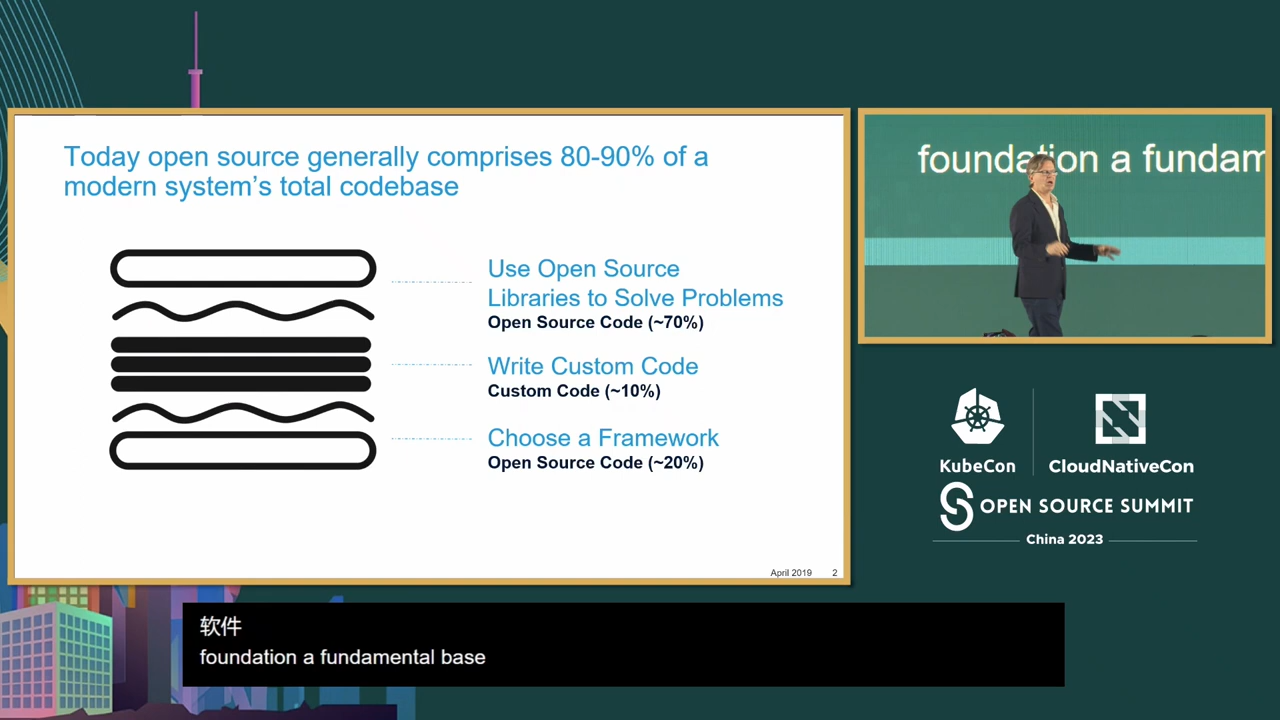 Today open source generally comprises 80-90% of a
modern system’s total codebase
Use Open Source
Libraries to Solve Problems
Open Source Code (~70%)
Write Custom Code
Custom Code (~10%)
Choose a Framework
Open Source Code (~20%)
April 2019 2
foundation a fundam
KubeCon
CloudNativeCon
OPEN SOURCE SUMMIT
China 2023
软件
foundation a fundamental base